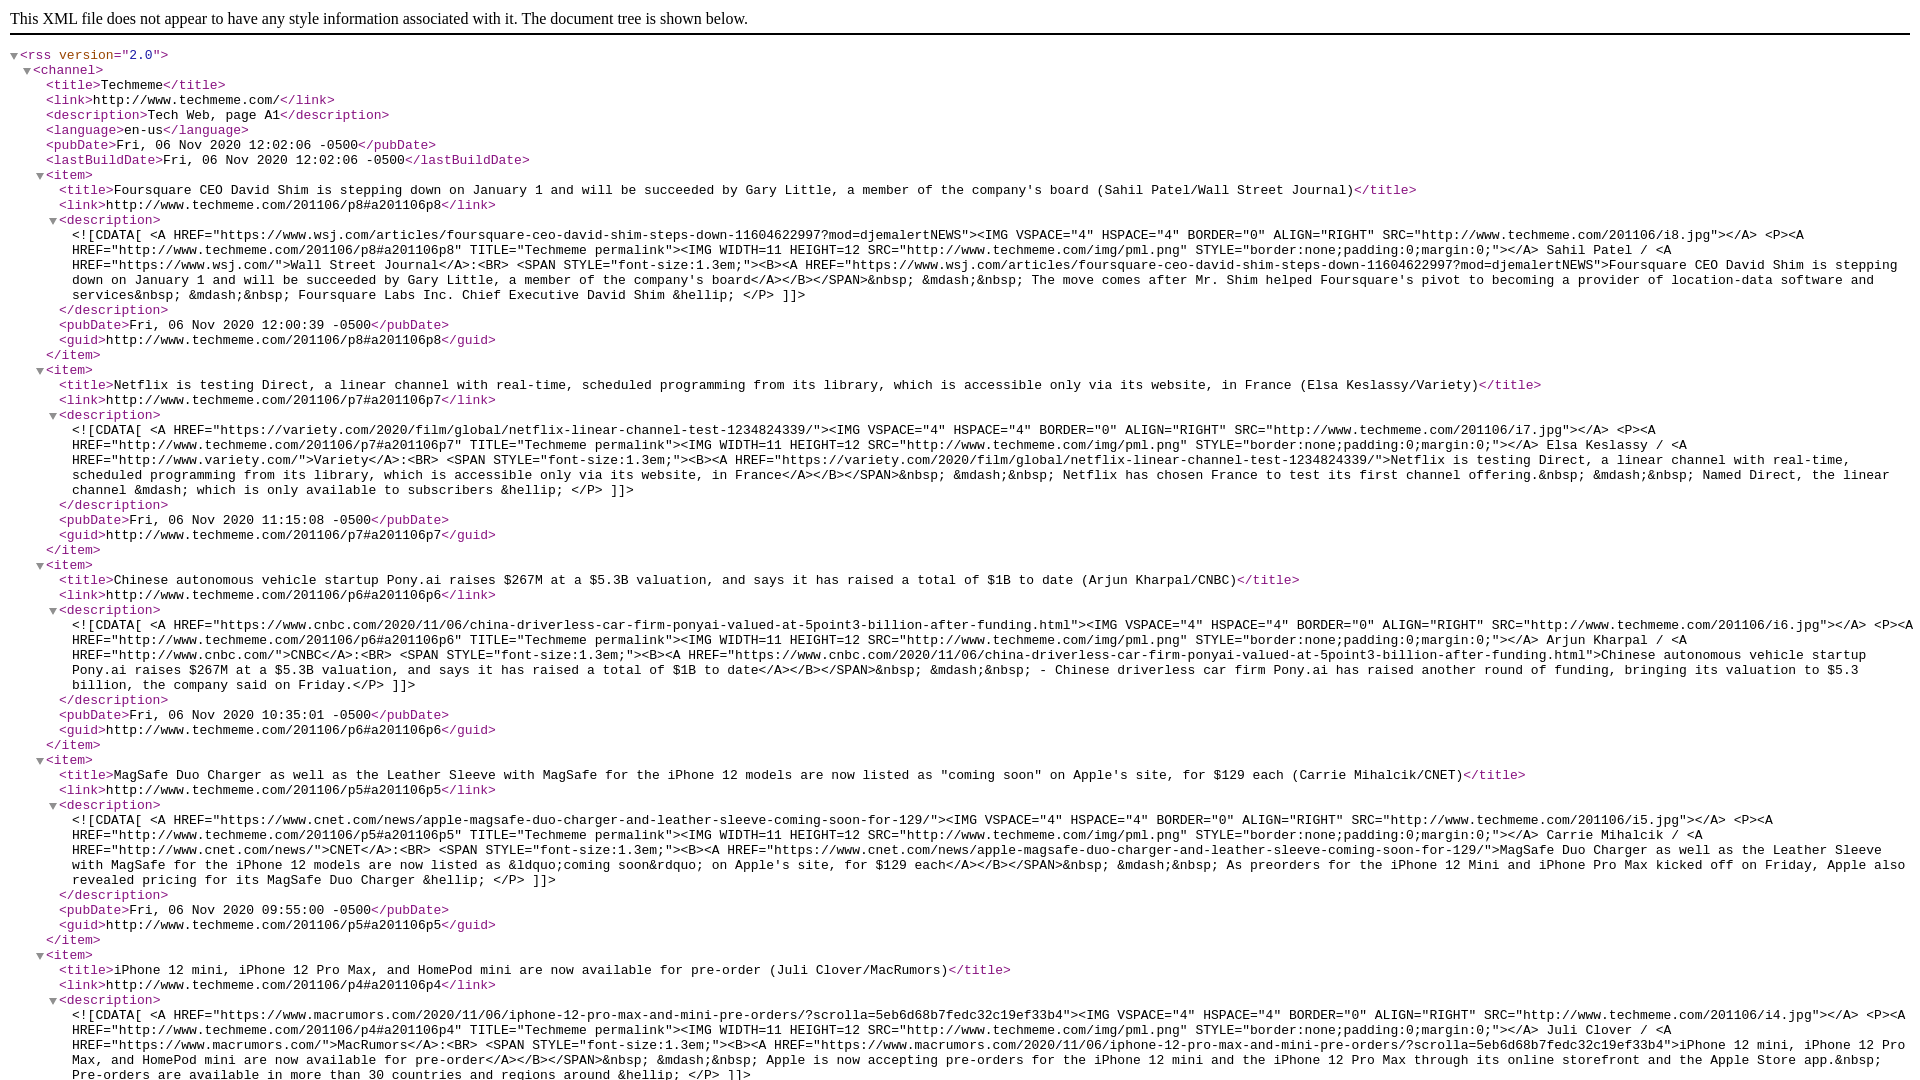 This XML file does not appear to have any style information associated with it. The document tree is shown below.
<rss version="2.0">
<channel>
<title>Techmeme</title>
<link>http://www.techmeme.com/</link>
<description>Tech Web, page A1</description>
<language>en-us</language>
<pubDate>Fri, 06 Nov 2020 12:02:06 -0500</pubDate>
<lastBuildDate>Fri, 06 Nov 2020 12:02:06 -0500</lastBuildDate>
<item>
<title>Foursquare CEO David Shim is stepping down on January 1 and will be succeeded by Gary Little, a member of the company's board (Sahil Patel/Wall Street Journal)</title>
<link>http://www.techmeme.com/201106/p8#a201106p8</link>
<description>
<![CDATA[ <A HREF="https://www.wsj.com/articles/foursquare-ceo-david-shim-steps-down-11604622997?mod=djemalertNEWS"><IMG VSPACE="4" HSPACE="4" BORDER="0" ALIGN="RIGHT" SRC="http://www.techmeme.com/201106/i8.jpg"></A> <P><A
HREF="http://www.techmeme.com/201106/p8#a201106p8" TITLE="Techmeme permalink"><IMG WIDTH=11 HEIGHT=12 SRC="http://www.techmeme.com/img/pml.png" STYLE="border:none;padding:0;margin:0;"></A> Sahil Patel / <A
HREF="https://www.wsj.com/">Wall Street Journal</A>:<BR> <SPAN STYLE="font-size:1.3em;"><B><A HREF="https://www.wsj.com/articles/foursquare-ceo-david-shim-steps-down-11604622997?mod=djemalertNEWS">Foursquare CEO David Shim is stepping
down on January 1 and will be succeeded by Gary Little, a member of the company's board</A></B></SPAN>&nbsp; &mdash;&nbsp; The move comes after Mr. Shim helped Foursquare's pivot to becoming a provider of location-data software and
services&nbsp; &mdash;&nbsp; Foursquare Labs Inc. Chief Executive David Shim &hellip; </P> ]]>
</description>
<pubDate>Fri, 06 Nov 2020 12:00:39 -0500</pubDate>
<guid>http://www.techmeme.com/201106/p8#a201106p8</guid>
</item>
<item>
<title>Netflix is testing Direct, a linear channel with real-time, scheduled programming from its library, which is accessible only via its website, in France (Elsa Keslassy/Variety)</title>
<link>http://www.techmeme.com/201106/p7#a201106p7</link>
<description>
<![CDATA[ <A HREF="https://variety.com/2020/film/global/netflix-linear-channel-test-1234824339/"><IMG VSPACE="4" HSPACE="4" BORDER="0" ALIGN="RIGHT" SRC="http://www.techmeme.com/201106/i7.jpg"></A> <P><A
HREF="http://www.techmeme.com/201106/p7#a201106p7" TITLE="Techmeme permalink"><IMG WIDTH=11 HEIGHT=12 SRC="http://www.techmeme.com/img/pml.png" STYLE="border:none;padding:0;margin:0;"></A> Elsa Keslassy / <A
HREF="http://www.variety.com/">Variety</A>:<BR> <SPAN STYLE="font-size:1.3em;"><B><A HREF="https://variety.com/2020/film/global/netflix-linear-channel-test-1234824339/">Netflix is testing Direct, a linear channel with real-time,
scheduled programming from its library, which is accessible only via its website, in France</A></B></SPAN>&nbsp; &mdash;&nbsp; Netflix has chosen France to test its first channel offering.&nbsp; &mdash;&nbsp; Named Direct, the linear
channel &mdash; which is only available to subscribers &hellip; </P> ]]>
</description>
<pubDate>Fri, 06 Nov 2020 11:15:08 -0500</pubDate>
<guid>http://www.techmeme.com/201106/p7#a201106p7</guid>
</item>
<item>
<title>Chinese autonomous vehicle startup Pony.ai raises $267M at a $5.3B valuation, and says it has raised a total of $1B to date (Arjun Kharpal/CNBC)</title>
<link>http://www.techmeme.com/201106/p6#a201106p6</link>
<description>
<![CDATA[ <A HREF="https://www.cnbc.com/2020/11/06/china-driverless-car-firm-ponyai-valued-at-5point3-billion-after-funding.html"><IMG VSPACE="4" HSPACE="4" BORDER="0" ALIGN="RIGHT" SRC="http://www.techmeme.com/201106/i6.jpg"></A> <P><A
HREF="http://www.techmeme.com/201106/p6#a201106p6" TITLE="Techmeme permalink"><IMG WIDTH=11 HEIGHT=12 SRC="http://www.techmeme.com/img/pml.png" STYLE="border:none;padding:0;margin:0;"></A> Arjun Kharpal / <A
HREF="http://www.cnbc.com/">CNBC</A>:<BR> <SPAN STYLE="font-size:1.3em;"><B><A HREF="https://www.cnbc.com/2020/11/06/china-driverless-car-firm-ponyai-valued-at-5point3-billion-after-funding.html">Chinese autonomous vehicle startup
Pony.ai raises $267M at a $5.3B valuation, and says it has raised a total of $1B to date</A></B></SPAN>&nbsp; &mdash;&nbsp; - Chinese driverless car firm Pony.ai has raised another round of funding, bringing its valuation to $5.3
billion, the company said on Friday.</P> ]]>
</description>
<pubDate>Fri, 06 Nov 2020 10:35:01 -0500</pubDate>
<guid>http://www.techmeme.com/201106/p6#a201106p6</guid>
</item>
<item>
<title>MagSafe Duo Charger as well as the Leather Sleeve with MagSafe for the iPhone 12 models are now listed as "coming soon" on Apple's site, for $129 each (Carrie Mihalcik/CNET)</title>
<link>http://www.techmeme.com/201106/p5#a201106p5</link>
<description>
<![CDATA[ <A HREF="https://www.cnet.com/news/apple-magsafe-duo-charger-and-leather-sleeve-coming-soon-for-129/"><IMG VSPACE="4" HSPACE="4" BORDER="0" ALIGN="RIGHT" SRC="http://www.techmeme.com/201106/i5.jpg"></A> <P><A
HREF="http://www.techmeme.com/201106/p5#a201106p5" TITLE="Techmeme permalink"><IMG WIDTH=11 HEIGHT=12 SRC="http://www.techmeme.com/img/pml.png" STYLE="border:none;padding:0;margin:0;"></A> Carrie Mihalcik / <A
HREF="http://www.cnet.com/news/">CNET</A>:<BR> <SPAN STYLE="font-size:1.3em;"><B><A HREF="https://www.cnet.com/news/apple-magsafe-duo-charger-and-leather-sleeve-coming-soon-for-129/">MagSafe Duo Charger as well as the Leather Sleeve
with MagSafe for the iPhone 12 models are now listed as &ldquo;coming soon&rdquo; on Apple's site, for $129 each</A></B></SPAN>&nbsp; &mdash;&nbsp; As preorders for the iPhone 12 Mini and iPhone Pro Max kicked off on Friday, Apple also
revealed pricing for its MagSafe Duo Charger &hellip; </P> ]]>
</description>
<pubDate>Fri, 06 Nov 2020 09:55:00 -0500</pubDate>
<guid>http://www.techmeme.com/201106/p5#a201106p5</guid>
</item>
<item>
<title>iPhone 12 mini, iPhone 12 Pro Max, and HomePod mini are now available for pre-order (Juli Clover/MacRumors)</title>
<link>http://www.techmeme.com/201106/p4#a201106p4</link>
<description>
<![CDATA[ <A HREF="https://www.macrumors.com/2020/11/06/iphone-12-pro-max-and-mini-pre-orders/?scrolla=5eb6d68b7fedc32c19ef33b4"><IMG VSPACE="4" HSPACE="4" BORDER="0" ALIGN="RIGHT" SRC="http://www.techmeme.com/201106/i4.jpg"></A> <P><A
HREF="http://www.techmeme.com/201106/p4#a201106p4" TITLE="Techmeme permalink"><IMG WIDTH=11 HEIGHT=12 SRC="http://www.techmeme.com/img/pml.png" STYLE="border:none;padding:0;margin:0;"></A> Juli Clover / <A
HREF="https://www.macrumors.com/">MacRumors</A>:<BR> <SPAN STYLE="font-size:1.3em;"><B><A HREF="https://www.macrumors.com/2020/11/06/iphone-12-pro-max-and-mini-pre-orders/?scrolla=5eb6d68b7fedc32c19ef33b4">iPhone 12 mini, iPhone 12 Pro
Max, and HomePod mini are now available for pre-order</A></B></SPAN>&nbsp; &mdash;&nbsp; Apple is now accepting pre-orders for the iPhone 12 mini and the iPhone 12 Pro Max through its online storefront and the Apple Store app.&nbsp;
Pre-orders are available in more than 30 countries and regions around &hellip; </P> ]]>